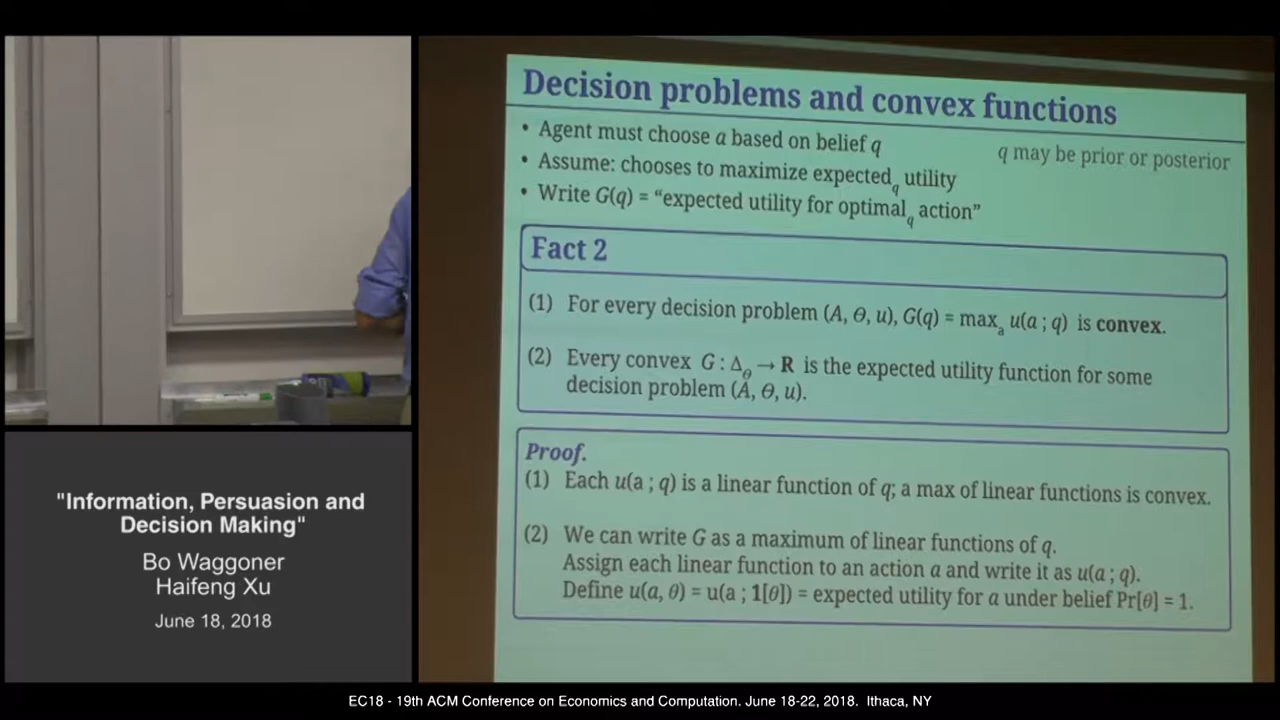 Decision problems and convex functions
• Agent must choose a based on belief q
q may be prior or posterior
• Assume: chooses to maximize expected_q utility
• Write G(q) = “expected utility for optimal_q action”
Fact 2
(1) For every decision problem (A, Θ, u), G(q) = max_a u(a ; q) is convex.
(2) Every convex G : Δ_Θ → R is the expected utility function for some
decision problem (A, Θ, u).
Proof.
(1) Each u(a ; q) is a linear function of q; a max of linear functions is convex.
(2) We can write G as a maximum of linear functions of q.
Assign each linear function to an action a and write it as u(a ; q).
Define u(a, θ) = u(a ; 1[θ]) = expected utility for a under belief Pr[θ] = 1.
"Information, Persuasion and
Decision Making"
Bo Waggoner
Haifeng Xu
June 18, 2018
EC18 - 19th ACM Conference on Economics and Computation. June 18-22, 2018. Ithaca, NY